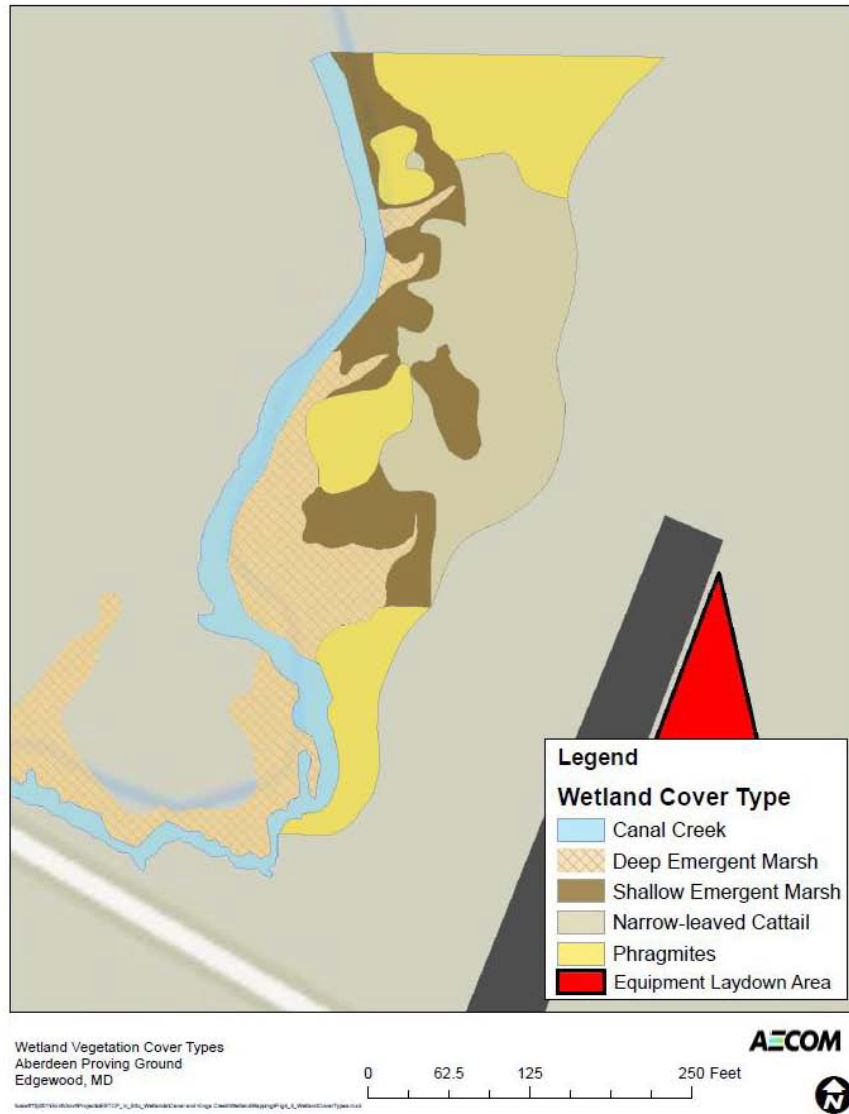 Legend
Wetland Cover Type
Canal Creek
Deep Emergent Marsh
Shallow Emergent Marsh
Narrow-leaved Cattail
Phragmites
Equipment Laydown Area
Wetland Vegetation Cover Types
Aberdeen Proving Ground
Edgewood, MD
0 62.5 125 250 Feet
AECOM
N